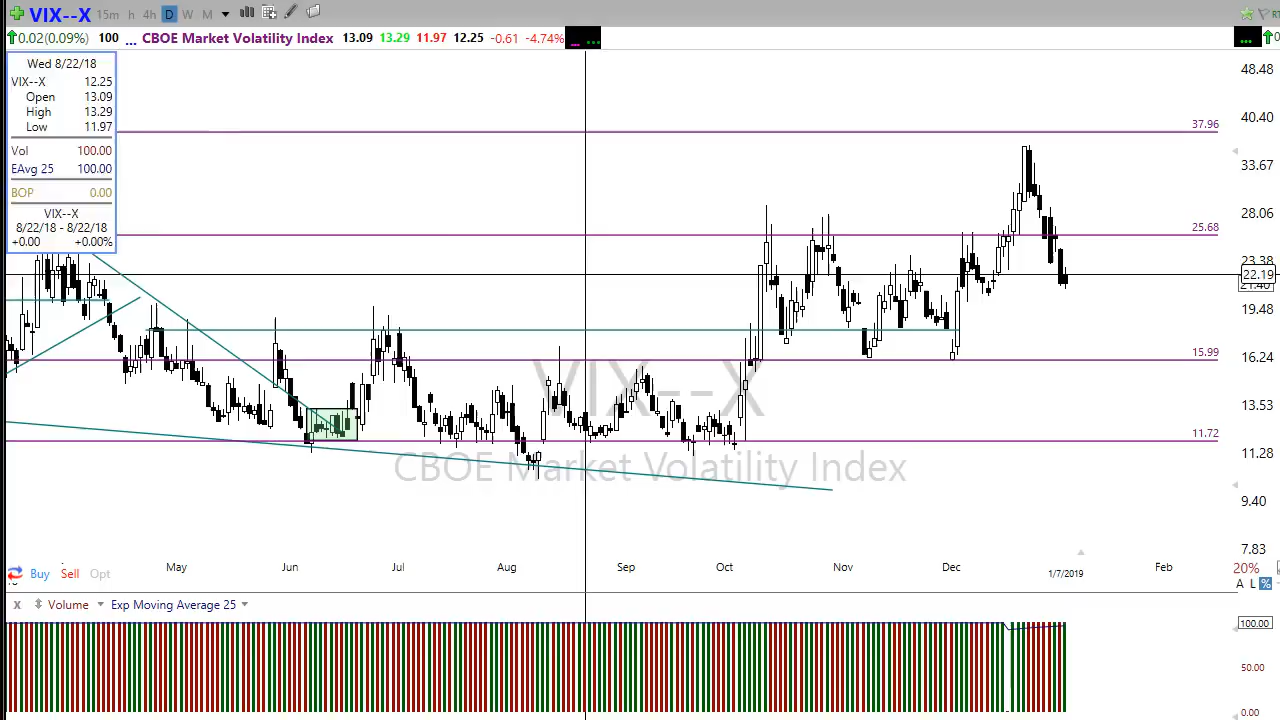 VIX--X 15m h 4h D W M
0.02(0.09%) 100 ... CBOE Market Volatility Index 13.09 13.29 11.97 12.25 -0.61 -4.74%
Wed 8/22/18
VIX--X 12.25
Open 13.09
High 13.29
Low 11.97
Vol 100.00
EAvg 25 100.00
BOP 0.00
VIX--X
8/22/18 - 8/22/18
+0.00 +0.00%
48.48
37.96
40.40
33.67
28.06
25.68
23.38
22.19
21.40
19.48
15.99
16.24
13.53
11.72
11.28
9.40
7.83
VIX--X
CBOE Market Volatility Index
May Jun Jul Aug Sep Oct Nov Dec 1/7/2019 Feb
20%
Buy Sell Opt
A L %
x Volume Exp Moving Average 25
100.00
50.00
0.00